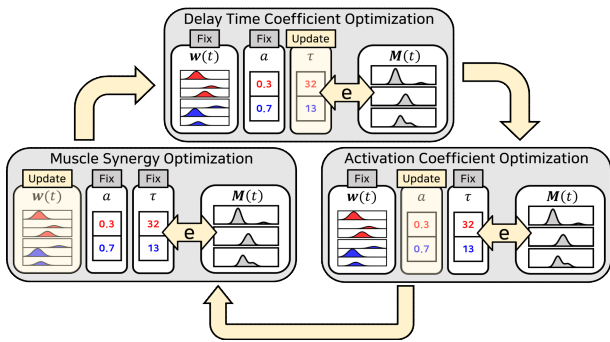 Delay Time Coefficient Optimization
Fix Fix Update
w(t) a τ M(t)
0.3 32
0.7 13
e
Muscle Synergy Optimization
Update Fix Fix
w(t) a τ M(t)
0.3 32
0.7 13
e
Activation Coefficient Optimization
Fix Update Fix
w(t) a τ M(t)
0.3 32
0.7 13
e